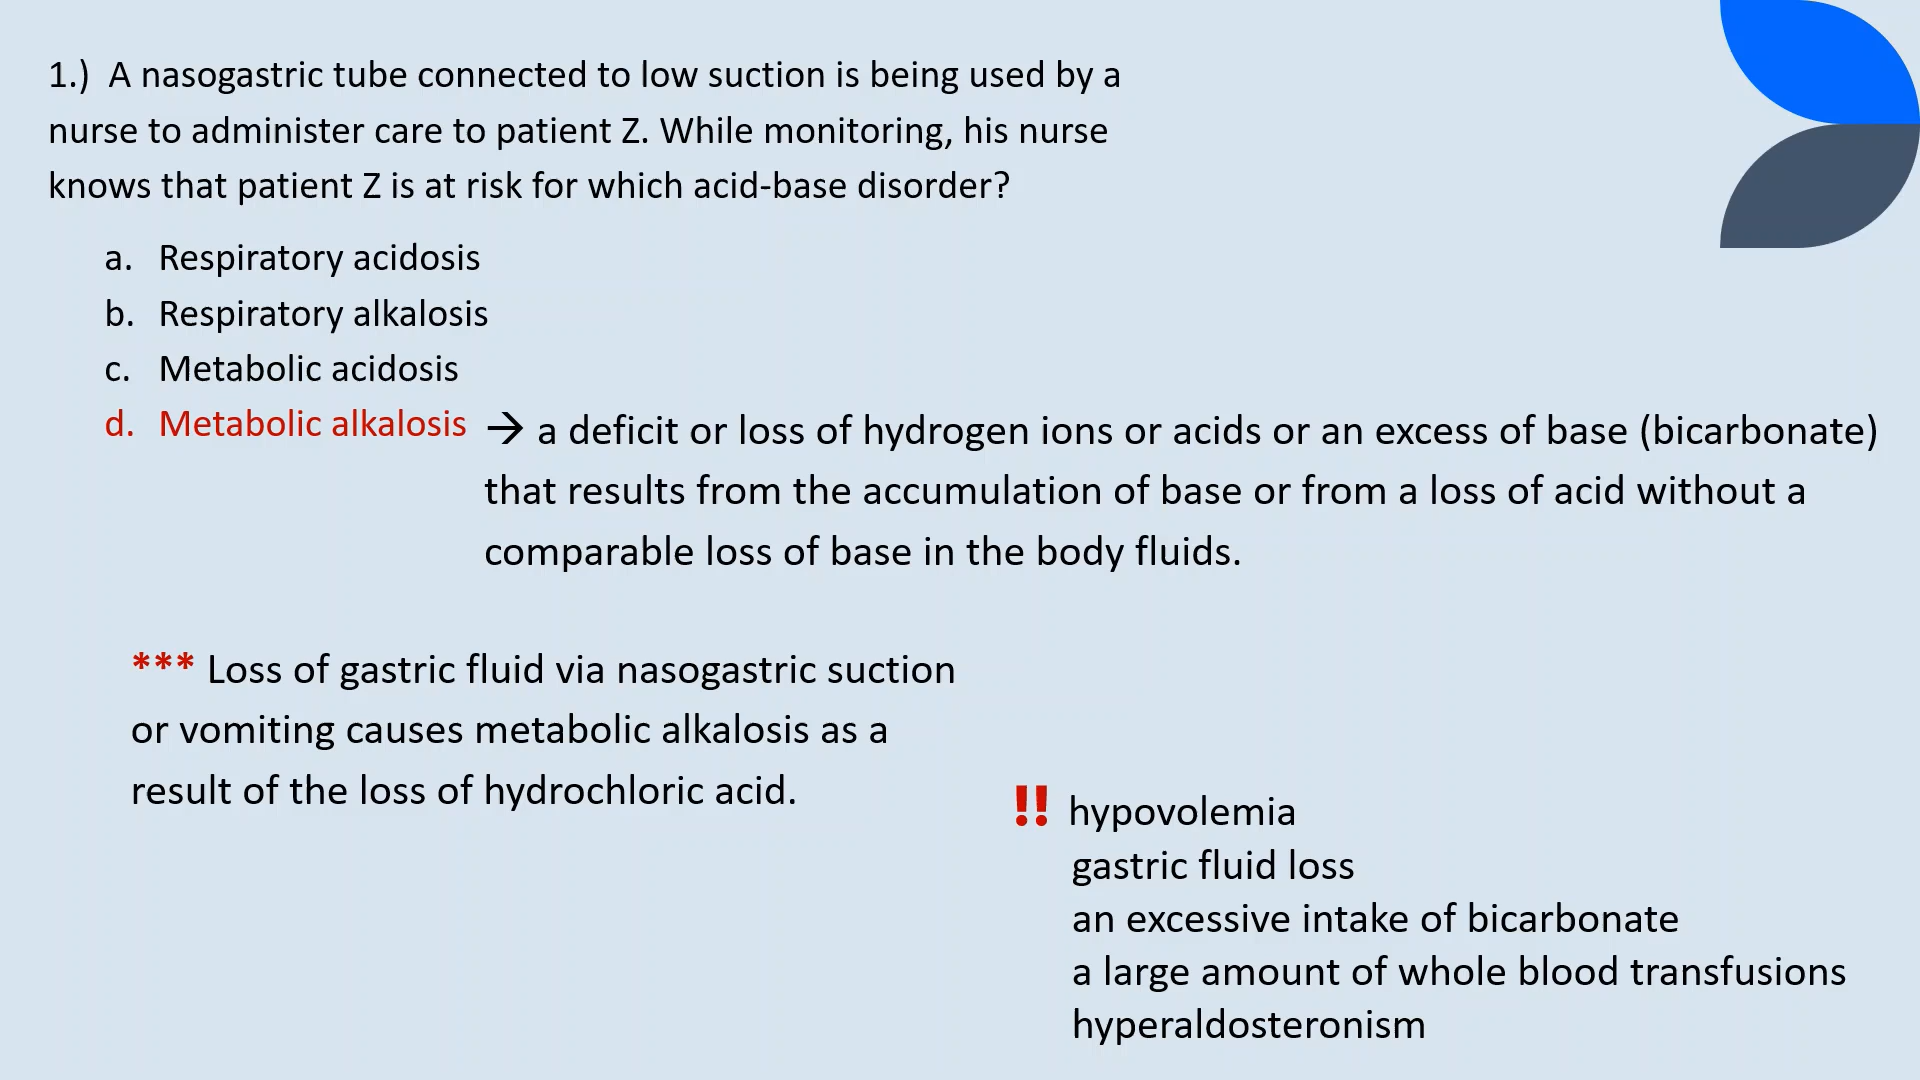 1.) A nasogastric tube connected to low suction is being used by a
nurse to administer care to patient Z. While monitoring, his nurse
knows that patient Z is at risk for which acid-base disorder?
a. Respiratory acidosis
b. Respiratory alkalosis
c. Metabolic acidosis
d. Metabolic alkalosis → a deficit or loss of hydrogen ions or acids or an excess of base (bicarbonate)
that results from the accumulation of base or from a loss of acid without a
comparable loss of base in the body fluids.
*** Loss of gastric fluid via nasogastric suction
or vomiting causes metabolic alkalosis as a
result of the loss of hydrochloric acid.
!! hypovolemia
gastric fluid loss
an excessive intake of bicarbonate
a large amount of whole blood transfusions
hyperaldosteronism